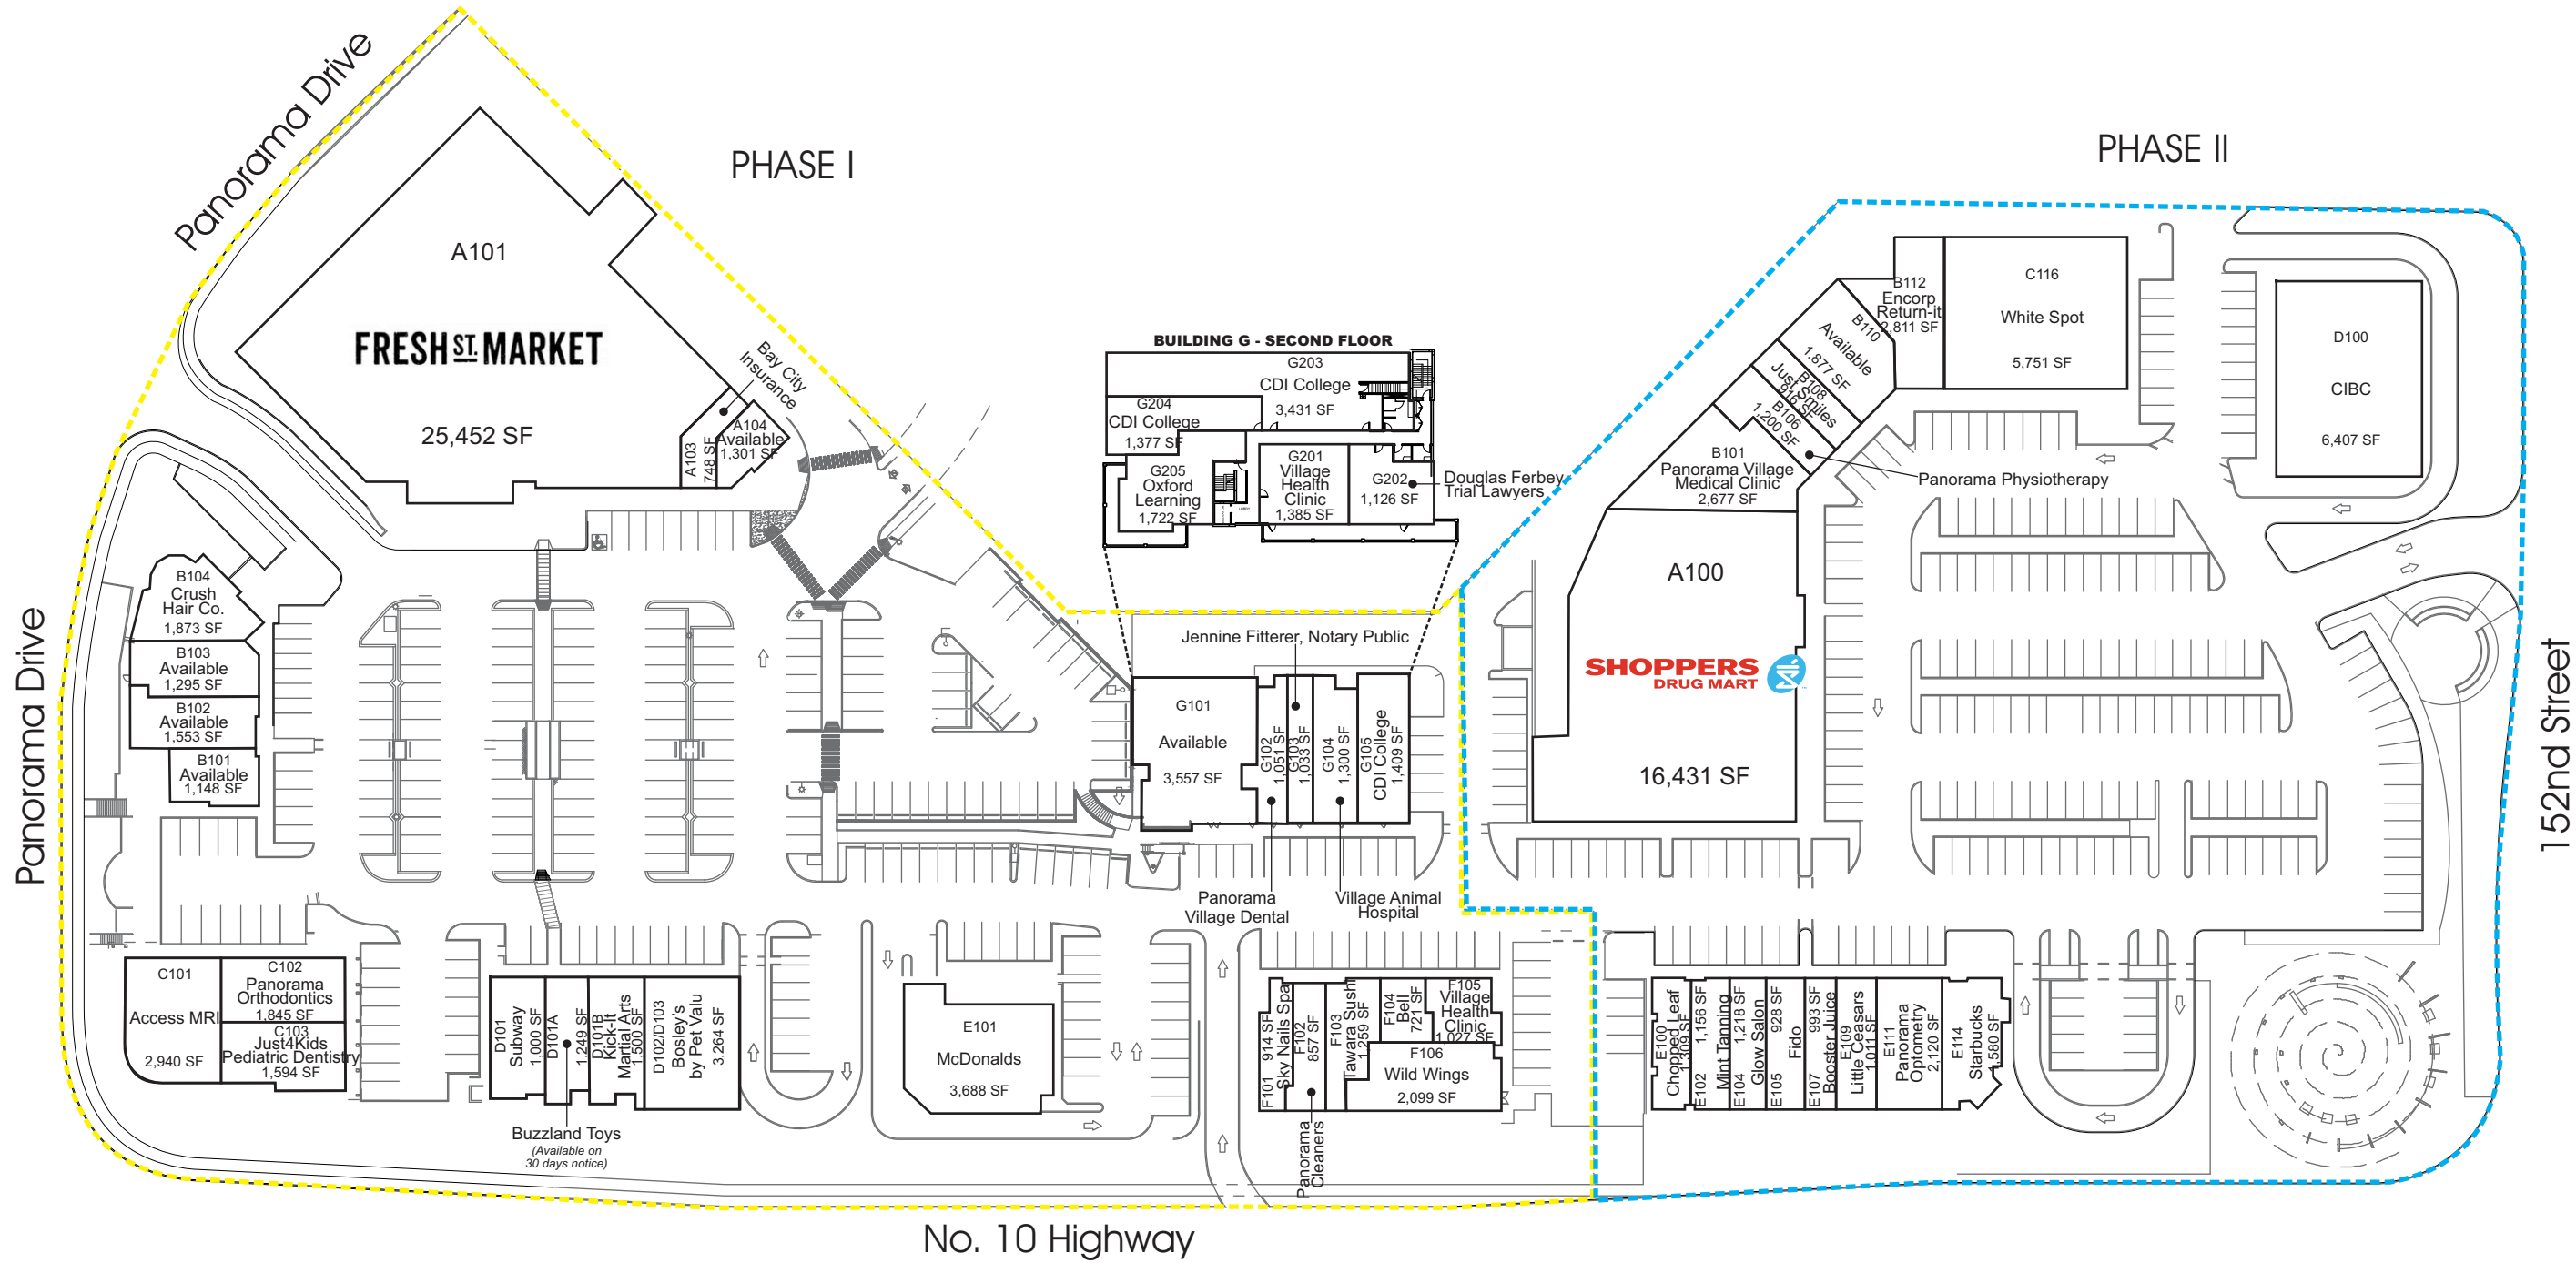 Panorama Drive
PHASE I
PHASE II
A101
FRESH ST. MARKET
25,452 SF
Bay City
Insurance
A103
748 SF
A104
Available
1,301 SF
BUILDING G - SECOND FLOOR
G203
CDI College
3,431 SF
G204
CDI College
1,377 SF
G205
Oxford
Learning
1,722 SF
G201
Village
Health
Clinic
1,385 SF
G202
1,126 SF
Douglas Ferbey
Trial Lawyers
B112
Encorp
Return-it
2,811 SF
C116
White Spot
5,751 SF
D100
CIBC
6,407 SF
B110
Available
1,877 SF
B108
Just Smiles
916 SF
B106
1,200 SF
Panorama Physiotherapy
B101
Panorama Village
Medical Clinic
2,677 SF
A100
SHOPPERS
DRUG MART
16,431 SF
Panorama Drive
B104
Crush
Hair Co.
1,873 SF
B103
Available
1,295 SF
B102
Available
1,553 SF
B101
Available
1,148 SF
Jennine Fitterer, Notary Public
G101
Available
3,557 SF
G102
1,051 SF
G103
1,033 SF
G104
1,300 SF
G105
CDI College
1,409 SF
Panorama
Village Dental
Village Animal
Hospital
152nd Street
C101
Access MRI
2,940 SF
C102
Panorama
Orthodontics
1,845 SF
C103
Just4Kids
Pediatric Dentistry
1,594 SF
D101
Subway
1,000 SF
D101A
1,249 SF
D101B
Kick-It
Martial Arts
1,500 SF
D102/D103
Bosley's
by Pet Valu
3,264 SF
Buzzland Toys
(Available on
30 days notice)
E101
McDonalds
3,688 SF
F101 914 SF
Sky Nails Spa
F102
857 SF
F103
Tawara Sushi
1,259 SF
F104
Bell
721 SF
F105
Village
Health
Clinic
1,027 SF
F106
Wild Wings
2,099 SF
Panorama
Cleaners
E100
Chopped Leaf
1,309 SF
E102 1,156 SF
Mint Tanning
E104 1,218 SF
Glow Salon
E105 928 SF
Fido
E107 993 SF
Booster Juice
E109
Little Ceasars
1,011 SF
E111
Panorama
Optometry
2,120 SF
E114
Starbucks
1,580 SF
No. 10 Highway